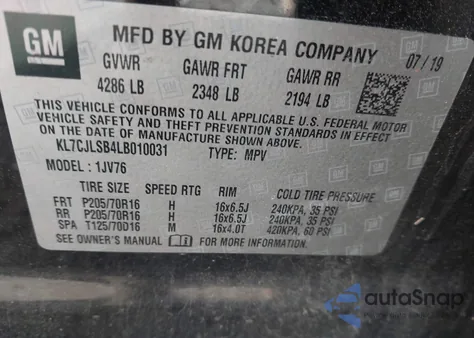 GM
MFD BY GM KOREA COMPANY 07/19
GVWR GAWR FRT GAWR RR
4286 LB 2348 LB 2194 LB
THIS VEHICLE CONFORMS TO ALL APPLICABLE U.S. FEDERAL MOTOR
VEHICLE SAFETY AND THEFT PREVENTION STANDARDS IN EFFECT ON
THE DATE OF MANUFACTURE SHOWN ABOVE.
KL7CJLSB4LB010031 TYPE: MPV
MODEL : 1JV76
TIRE SIZE SPEED RTG RIM COLD TIRE PRESSURE
FRT P205/70R16 H 16x6.5J 240KPA, 35 PSI
RR P205/70R16 H 16x6.5J 240KPA, 35 PSI
SPA T125/70D16 M 16x4.0T 420KPA, 60 PSI
SEE OWNER'S MANUAL FOR MORE INFORMATION
autoSnap